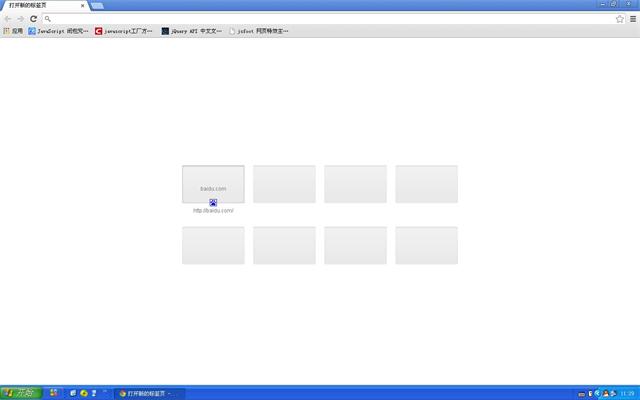 打开新的标签页
应用
JavaScript 闭包究…
javascript工厂方…
jQuery API 中文文…
jsfoot 网页特效主…
baidu.com
http://baidu.com/
开始
打开新的标签页 - ...
11:29